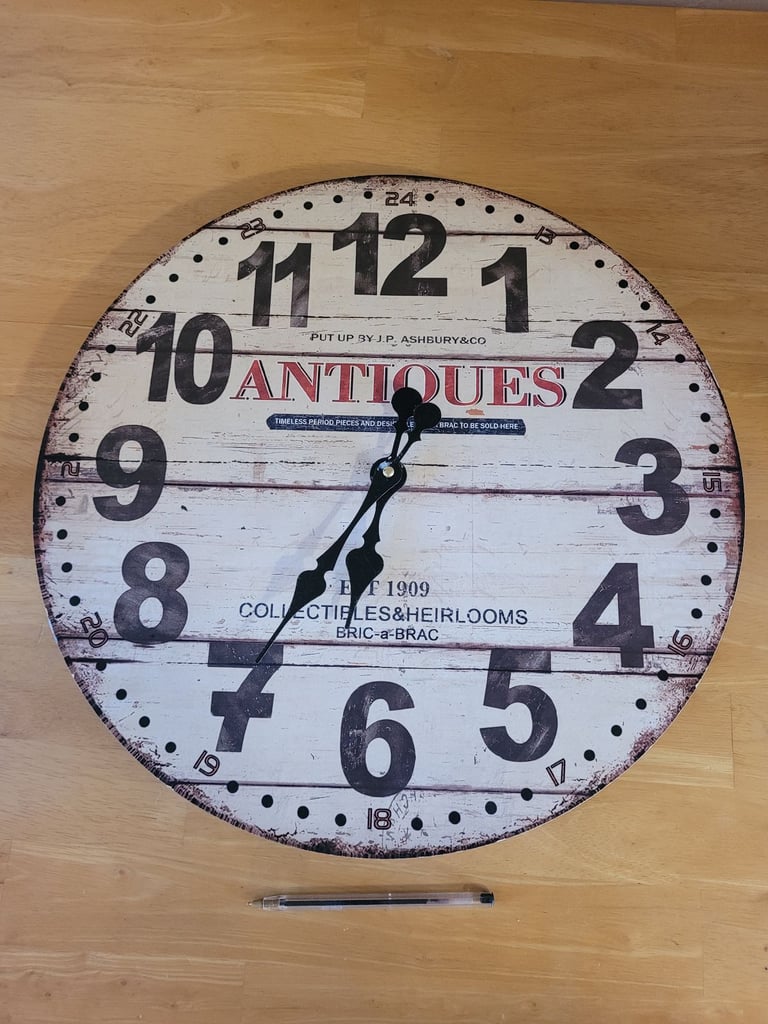 24
23 13
12
11 1
22 14
10 2
PUT UP BY J.P. ASHBURY&CO
ANTIQUES
TIMELESS PERIOD PIECES AND BRAC TO BE SOLD HERE
9 3
21 15
EST 1909
8 4
COLLECTIBLES&HEIRLOOMS
BRIC-a-BRAC
20 16
7 5
6
19 17
18